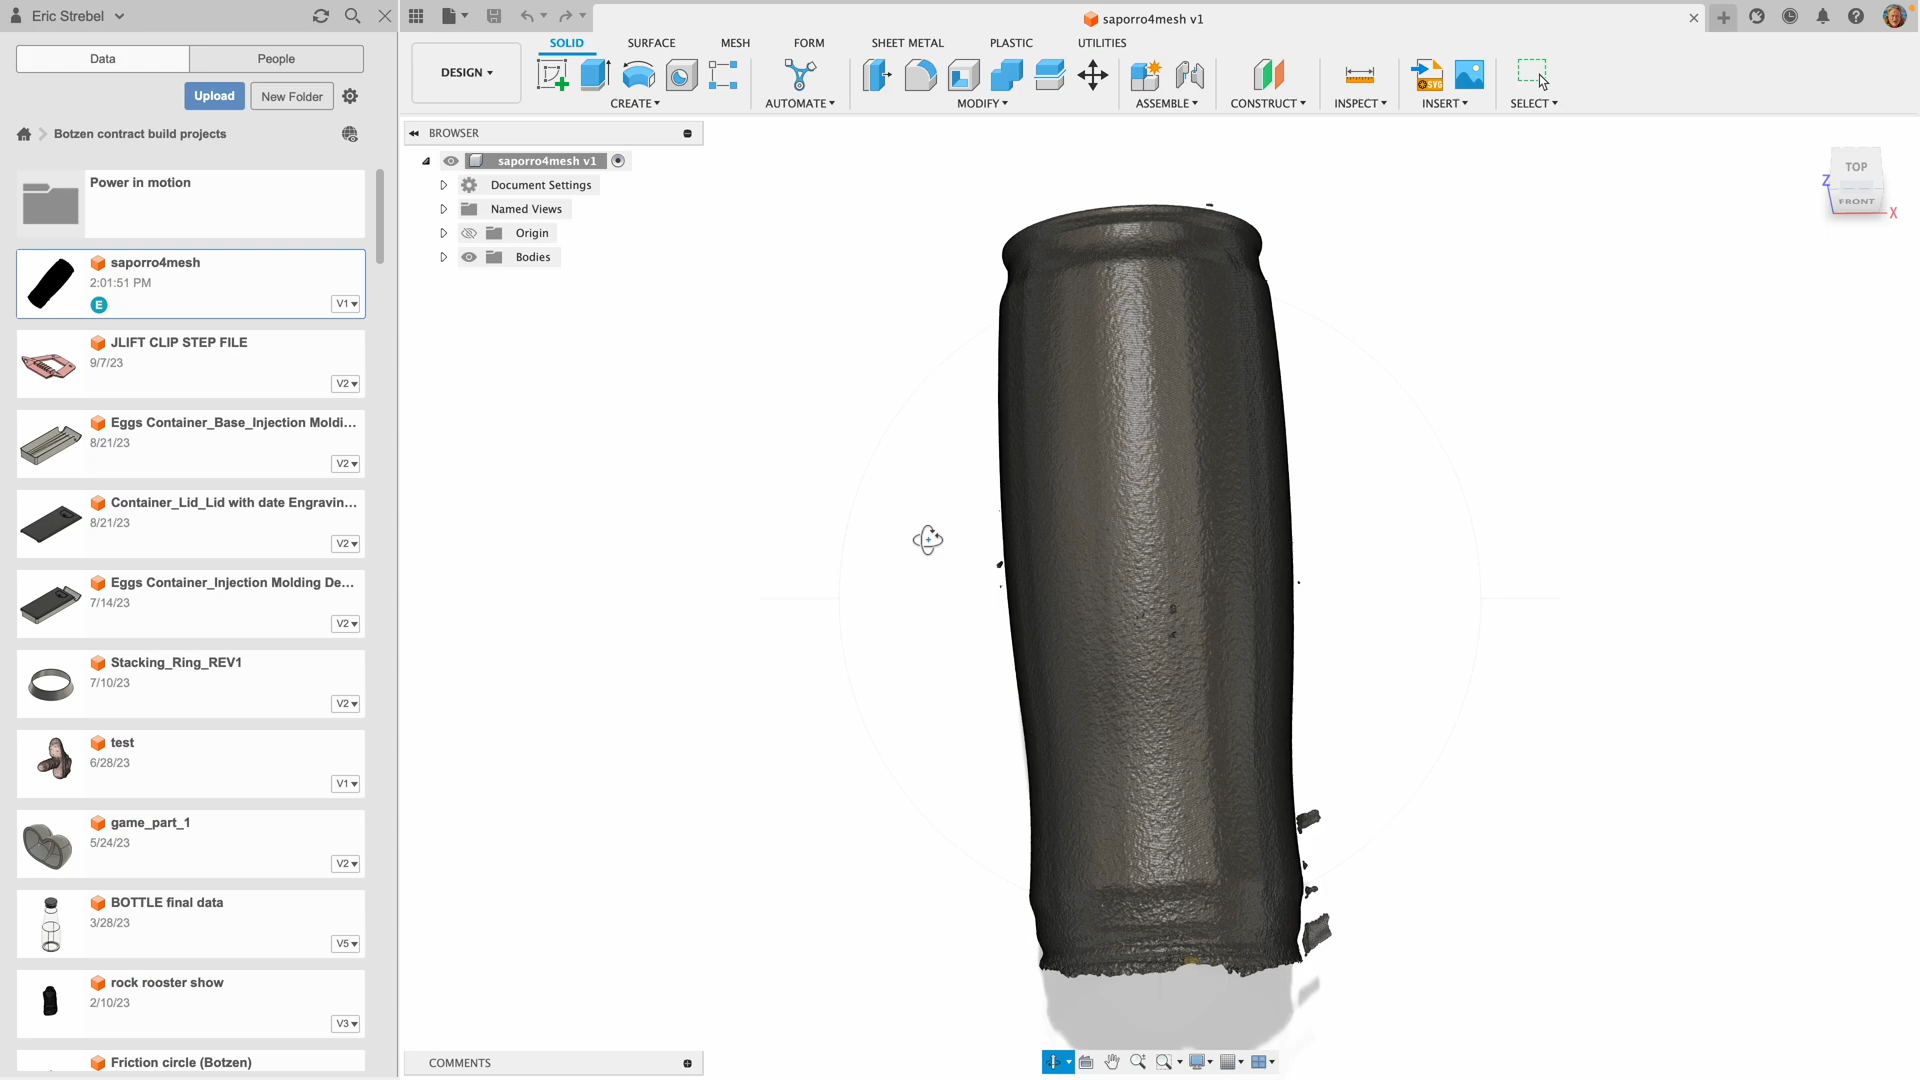 Eric Strebel
saporro4mesh v1
Data
People
Upload
New Folder
Botzen contract build projects
SOLID
SURFACE
MESH
FORM
SHEET METAL
PLASTIC
UTILITIES
DESIGN
CREATE
AUTOMATE
MODIFY
ASSEMBLE
CONSTRUCT
INSPECT
INSERT
SELECT
SVG
BROWSER
saporro4mesh v1
Document Settings
Named Views
Origin
Bodies
TOP
FRONT
Z
X
Power in motion
saporro4mesh
2:01:51 PM
E
V1
JLIFT CLIP STEP FILE
9/7/23
V2
Eggs Container_Base_Injection Moldi...
8/21/23
V2
Container_Lid_Lid with date Engravin...
8/21/23
V2
Eggs Container_Injection Molding De...
7/14/23
V2
Stacking_Ring_REV1
7/10/23
V2
test
6/28/23
V1
game_part_1
5/24/23
V2
BOTTLE final data
3/28/23
V5
rock rooster show
2/10/23
V3
Friction circle (Botzen)
COMMENTS